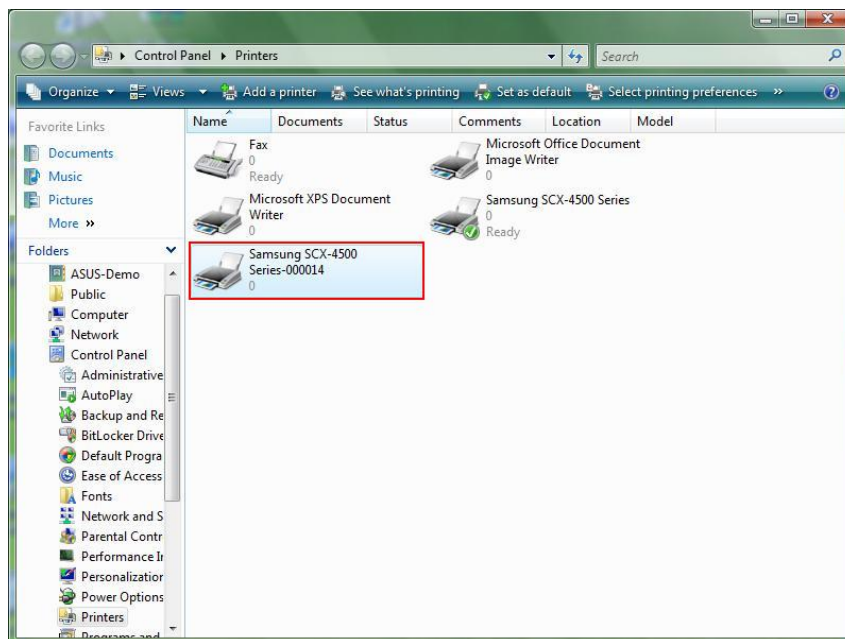 Control Panel ▸ Printers
Search
Organize Views Add a printer See what's printing Set as default Select printing preferences »
Favorite Links
Documents
Music
Pictures
More »
Folders
ASUS-Demo
Public
Computer
Network
Control Panel
Administrative
AutoPlay
Backup and Re
BitLocker Drive
Default Progra
Ease of Access
Fonts
Network and S
Parental Contr
Performance In
Personalization
Power Options
Printers
Programs and
Name Documents Status Comments Location Model
Fax
0
Ready
Microsoft Office Document
Image Writer
0
Microsoft XPS Document
Writer
0
Samsung SCX-4500 Series
0
Ready
Samsung SCX-4500
Series-000014
0